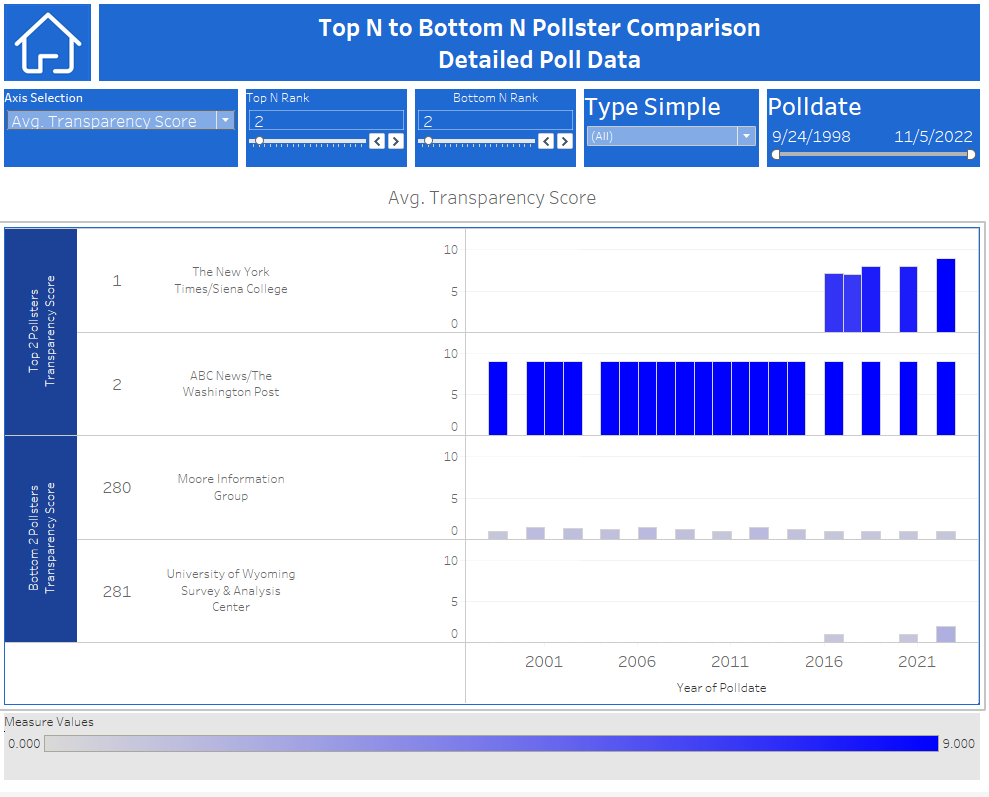 Top N to Bottom N Pollster Comparison
Detailed Poll Data
Axis Selection
Avg. Transparency Score
Top N Rank
2
Bottom N Rank
2
Type Simple
(All)
Polldate
9/24/1998 11/5/2022
Avg. Transparency Score
Top 2 Pollsters
Transparency Score
1
The New York
Times/Siena College
10
5
0
2
ABC News/The
Washington Post
10
5
0
Bottom 2 Pollsters
Transparency Score
280
Moore Information
Group
10
5
0
281
University of Wyoming
Survey & Analysis
Center
10
5
0
2001 2006 2011 2016 2021
Year of Polldate
Measure Values
0.000 9.000